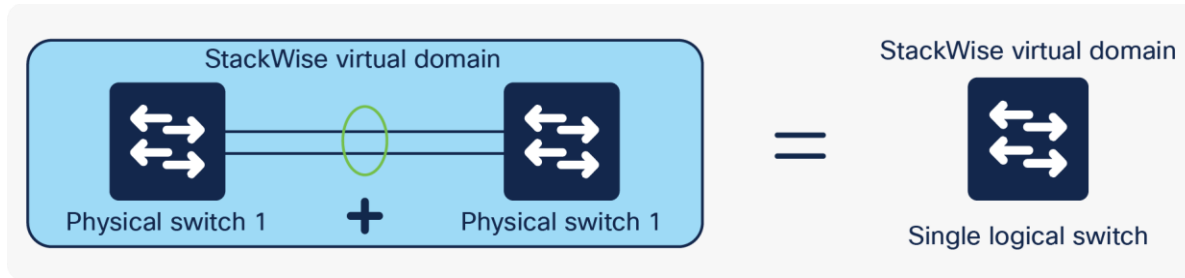 StackWise virtual domain
Physical switch 1
+
Physical switch 1
=
StackWise virtual domain
Single logical switch